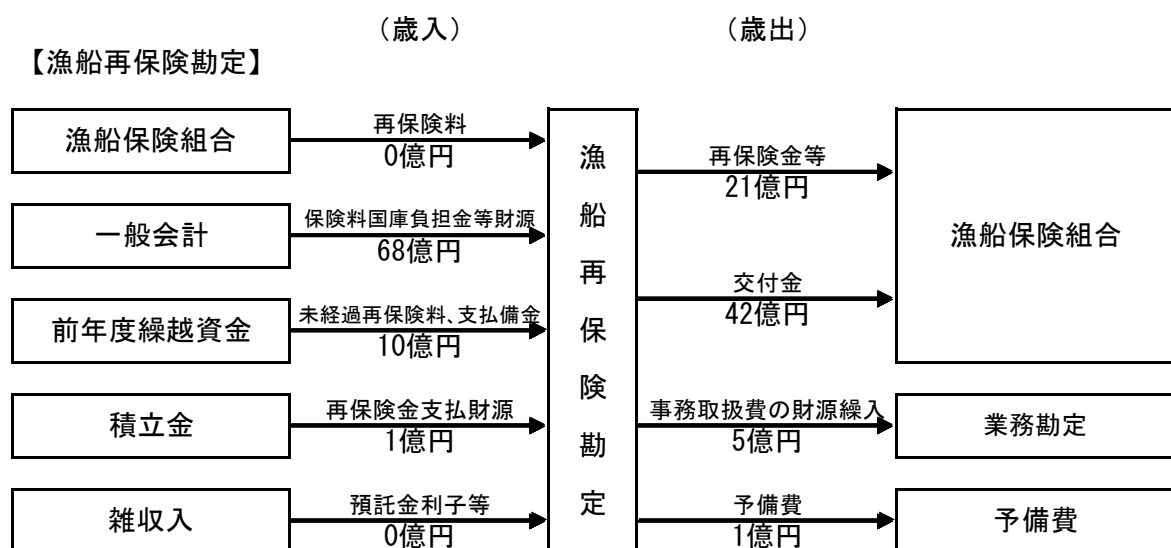 （歳入）
（歳出）
【漁船再保険勘定】
漁船保険組合
再保険料
0億円
一般会計
保険料国庫負担金等財源
68億円
前年度繰越資金
未経過再保険料、支払備金
10億円
積立金
再保険金支払財源
1億円
雑収入
預託金利子等
0億円
漁船再保険勘定
再保険金等
21億円
交付金
42億円
漁船保険組合
事務取扱費の財源繰入
5億円
業務勘定
予備費
1億円
予備費